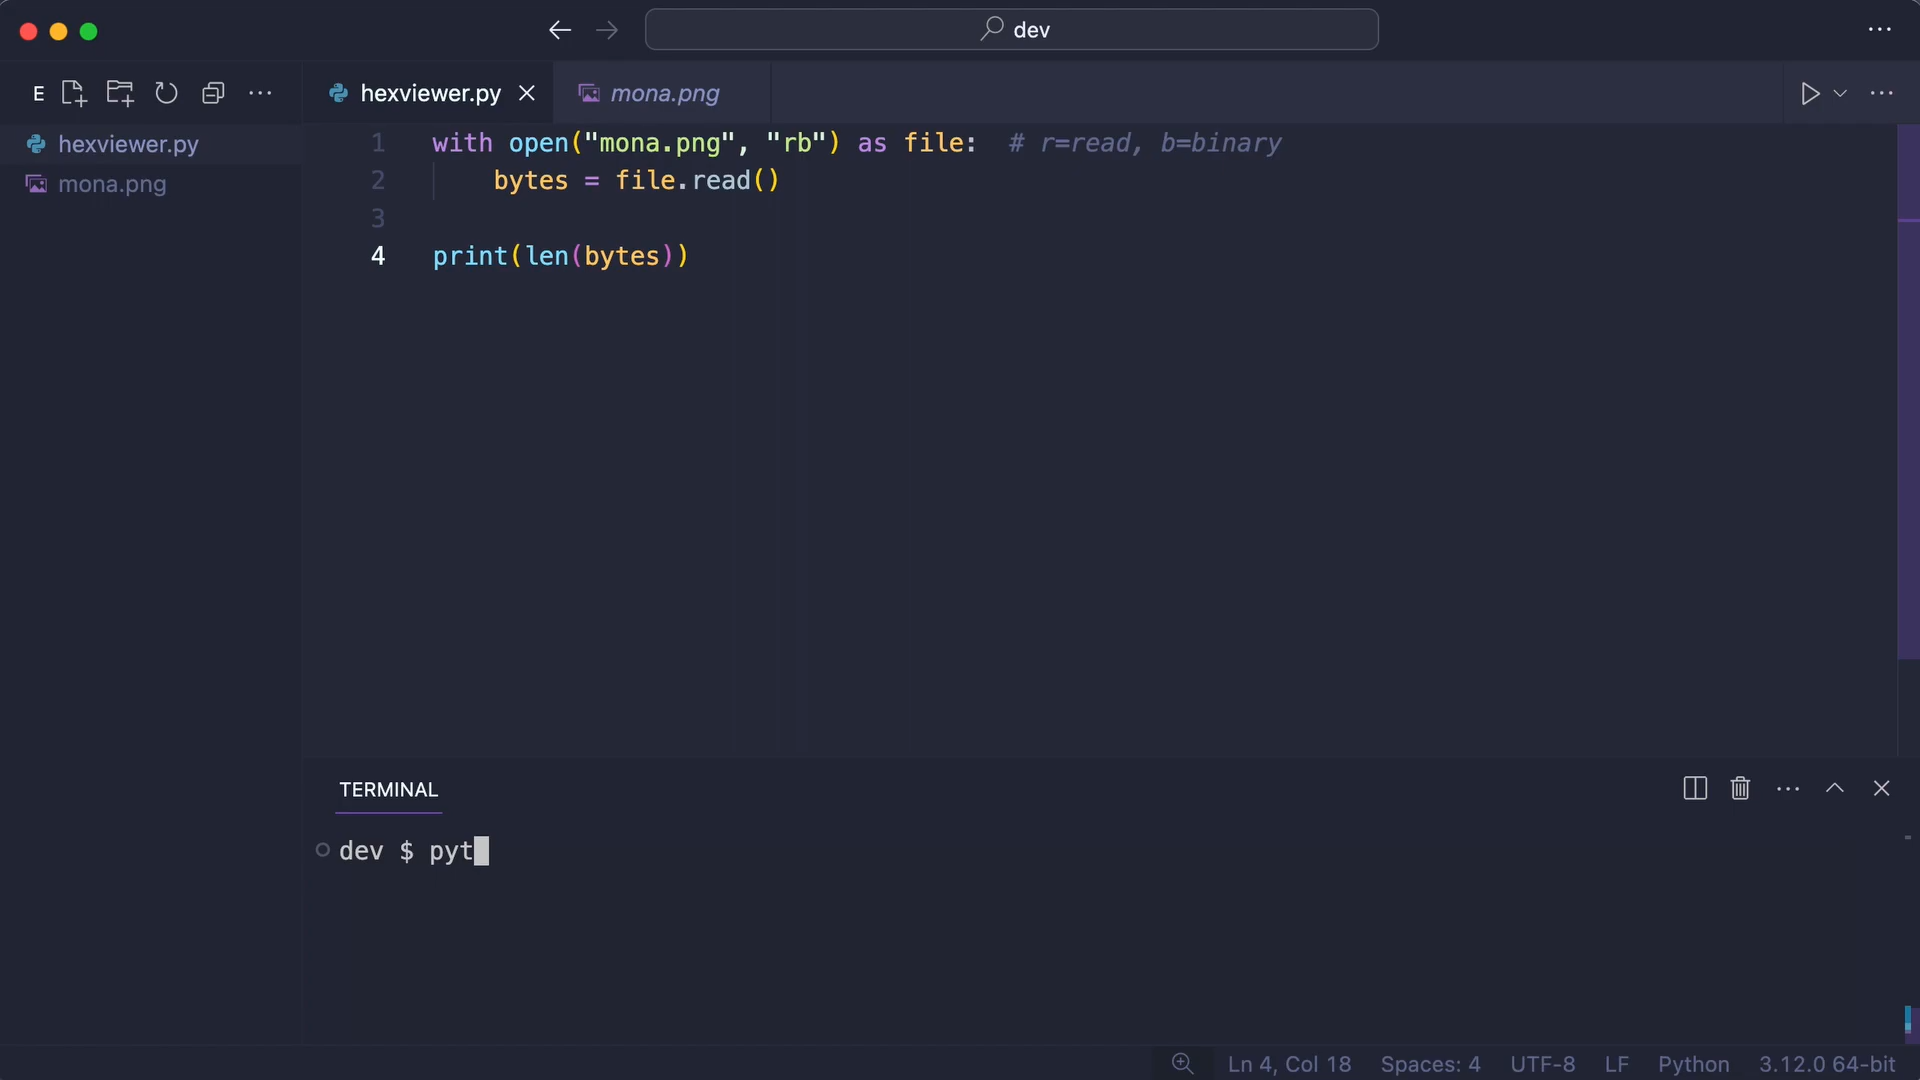 dev
E
hexviewer.py
mona.png
hexviewer.py
mona.png
1 with open("mona.png", "rb") as file:  # r=read, b=binary
2     bytes = file.read()
3
4 print(len(bytes))
TERMINAL
dev $ pyt
Ln 4, Col 18 Spaces: 4 UTF-8 LF Python 3.12.0 64-bit